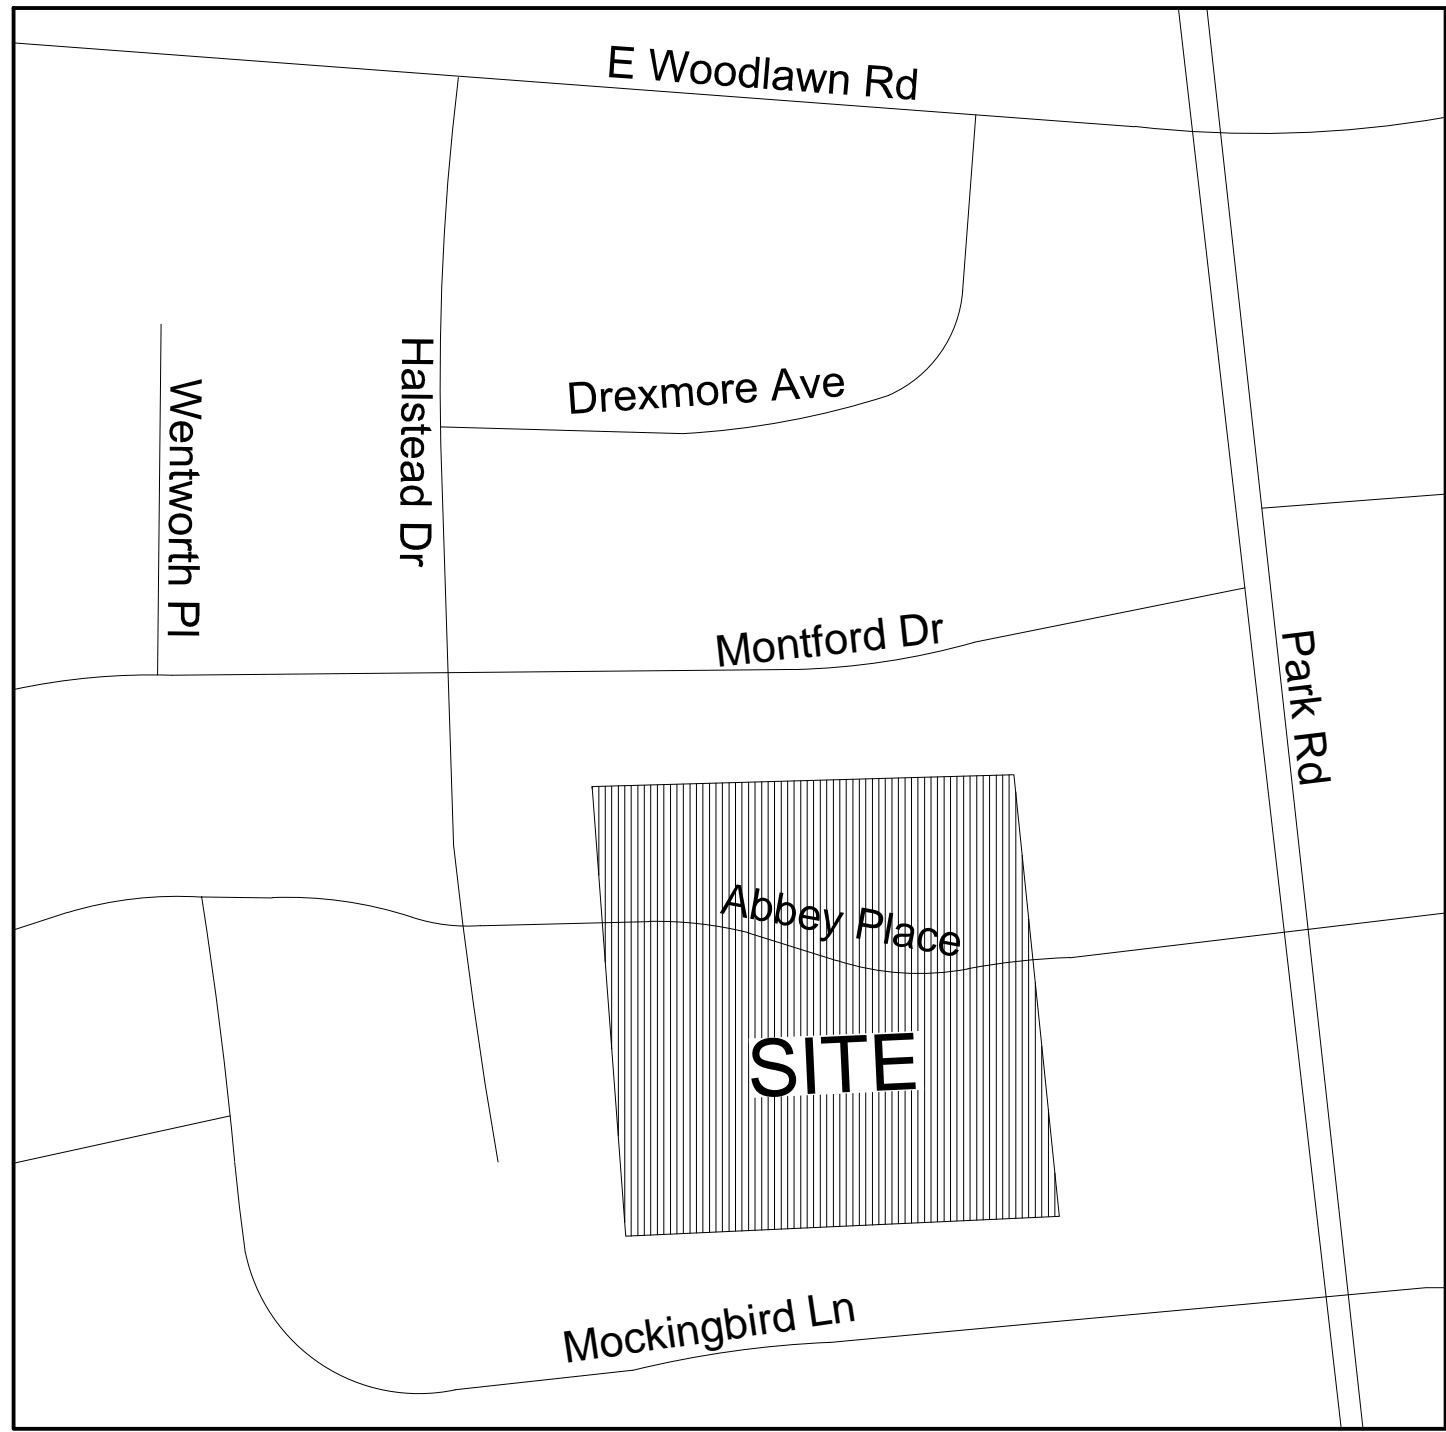 E Woodlawn Rd
Wentworth Pl
Halstead Dr
Drexmore Ave
Montford Dr
Park Rd
Abbey Place
SITE
Mockingbird Ln